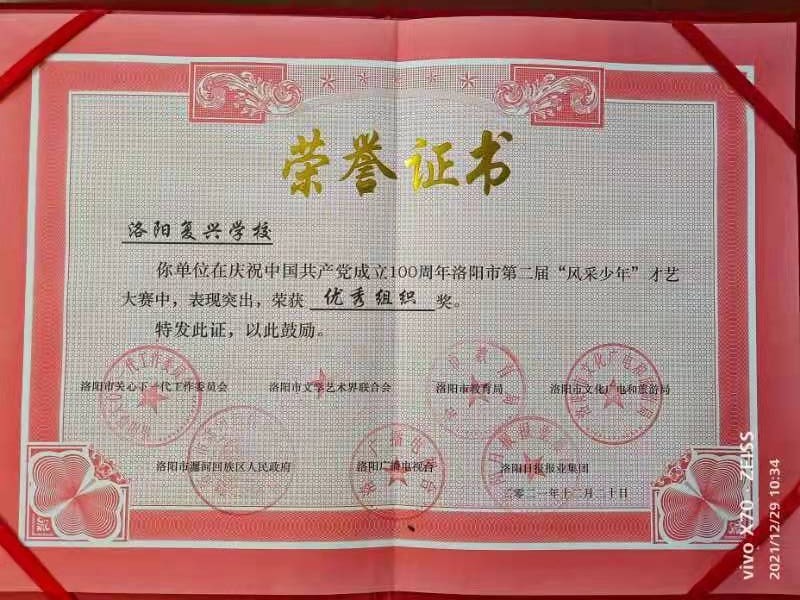 荣誉证书
洛阳复兴学校
你单位在庆祝中国共产党成立100周年洛阳市第二届“风采少年”才艺
大赛中，表现突出，荣获 优秀组织 奖。
特发此证，以此鼓励。
洛阳市关心下一代工作委员会 洛阳市文学艺术界联合会 洛阳市教育局 洛阳市文化广电和旅游局
洛阳市瀍河回族区人民政府 洛阳广播电视台 洛阳日报报业集团
二〇二一年十二月二十日
vivo X70 · ZEISS
2021/12/29 10:34